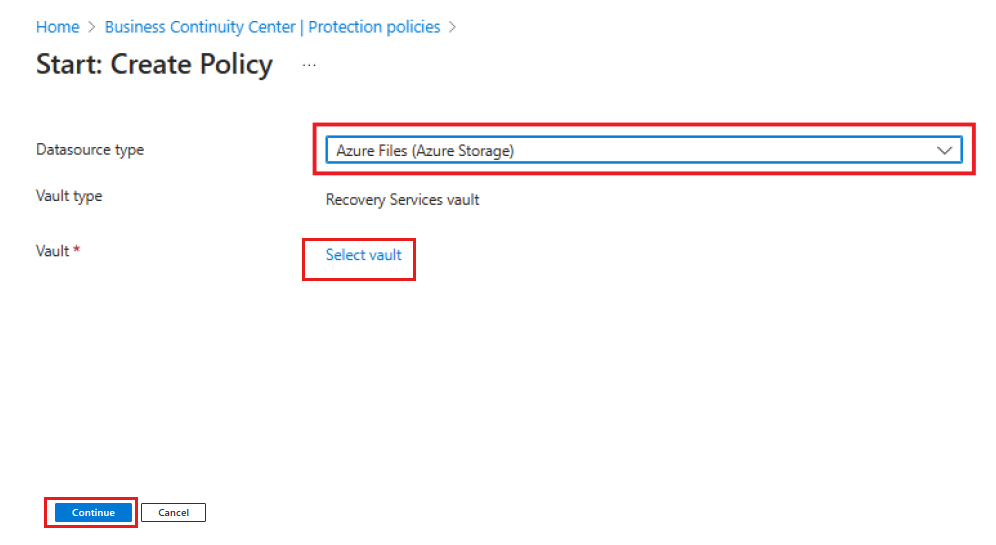 Home > Business Continuity Center | Protection policies >
Start: Create Policy ...
Datasource type Azure Files (Azure Storage)
Vault type Recovery Services vault
Vault * Select vault
Continue Cancel